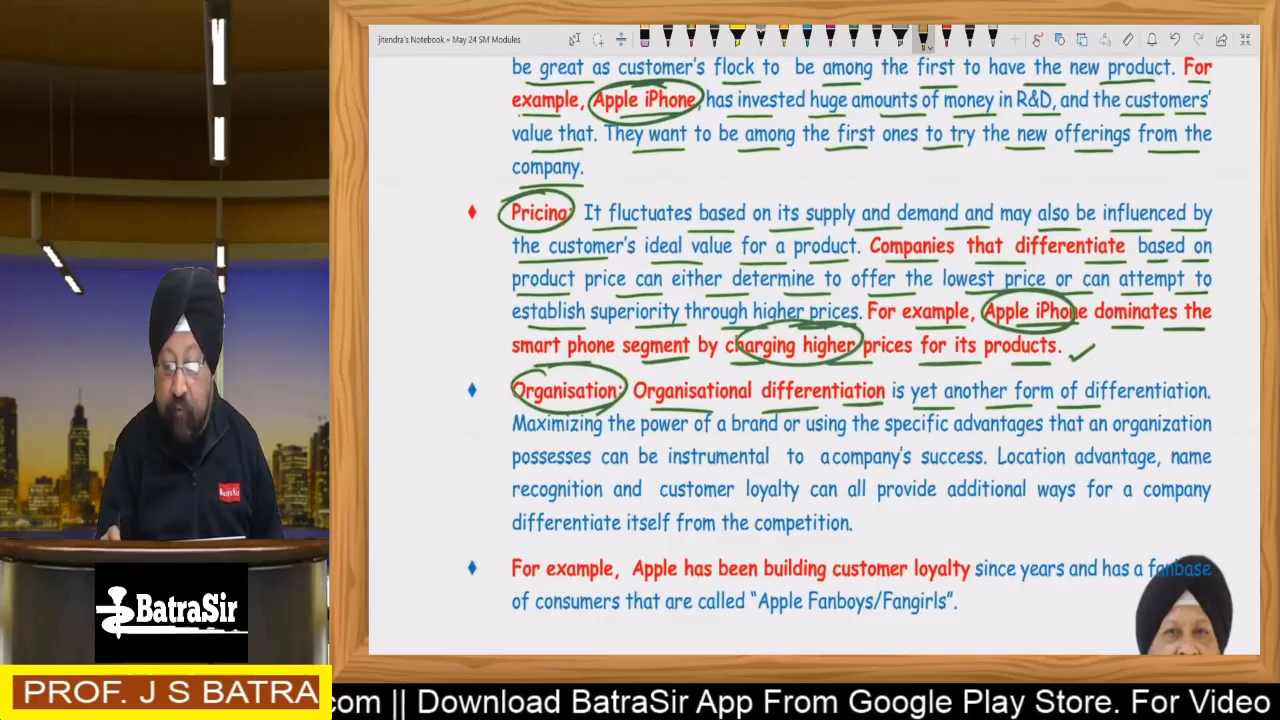 jitendra's Notebook » May 24 SM Modules
be great as customer's flock to be among the first to have the new product. For
example, Apple iPhone, has invested huge amounts of money in R&D, and the customers'
value that. They want to be among the first ones to try the new offerings from the
company.
Pricing: It fluctuates based on its supply and demand and may also be influenced by
the customer's ideal value for a product. Companies that differentiate based on
product price can either determine to offer the lowest price or can attempt to
establish superiority through higher prices. For example, Apple iPhone dominates the
smart phone segment by charging higher prices for its products.
Organisation: Organisational differentiation is yet another form of differentiation.
Maximizing the power of a brand or using the specific advantages that an organization
possesses can be instrumental to a company's success. Location advantage, name
recognition and customer loyalty can all provide additional ways for a company
differentiate itself from the competition.
For example, Apple has been building customer loyalty since years and has a fanbase
of consumers that are called "Apple Fanboys/Fangirls".
BatraSir
BatraSir
PROF. J S BATRA
com || Download BatraSir App From Google Play Store. For Video